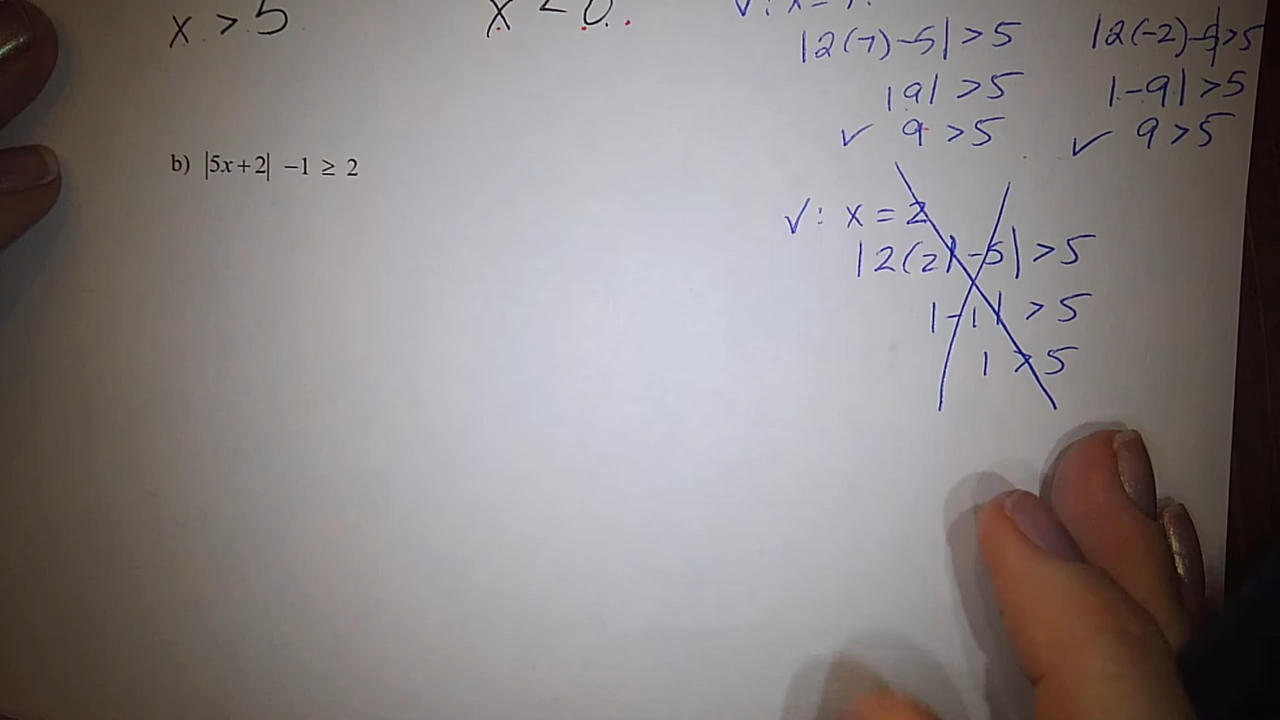 x > 5
x < 0
|2(7)-5| > 5
|2(-2)-5|>5
|9| > 5
|-9| > 5
✓ 9 > 5
✓ 9 > 5
b) |5x+2| −1 ≥ 2
√: x = 2
|2(2)-5| > 5
|-1| > 5
1 > 5